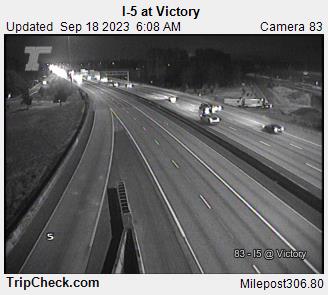 I-5 at Victory
Updated Sep 18 2023 6:08 AM
Camera 83
S
83 - I5 @ Victory
TripCheck.com
Milepost306.80